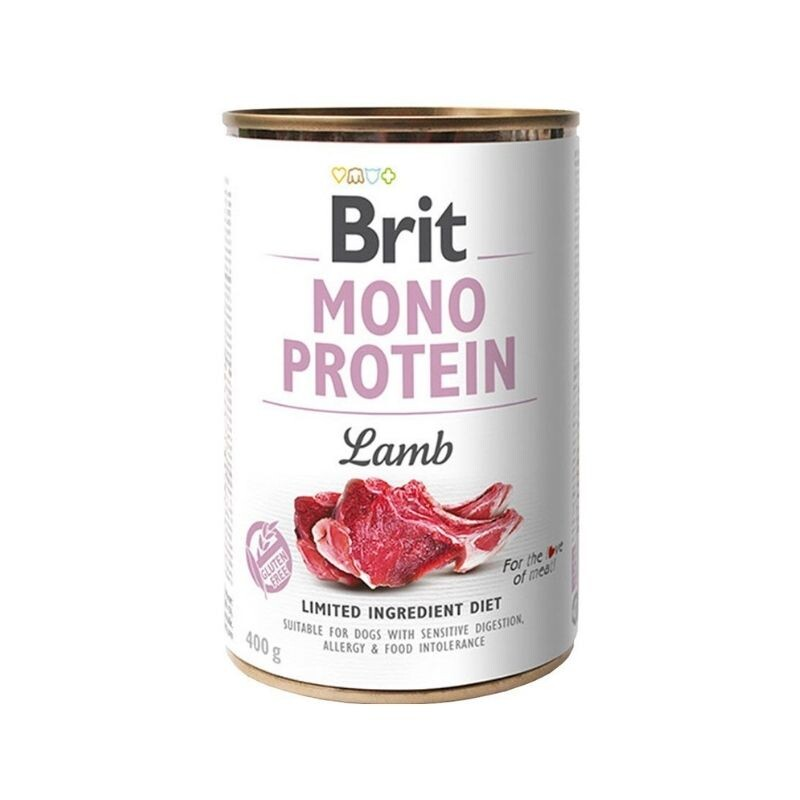 Brit
MONO
PROTEIN
Lamb
GLUTEN
FREE
For the love
of meat!
LIMITED INGREDIENT DIET
SUITABLE FOR DOGS WITH SENSITIVE DIGESTION,
ALLERGY & FOOD INTOLERANCE
400 g